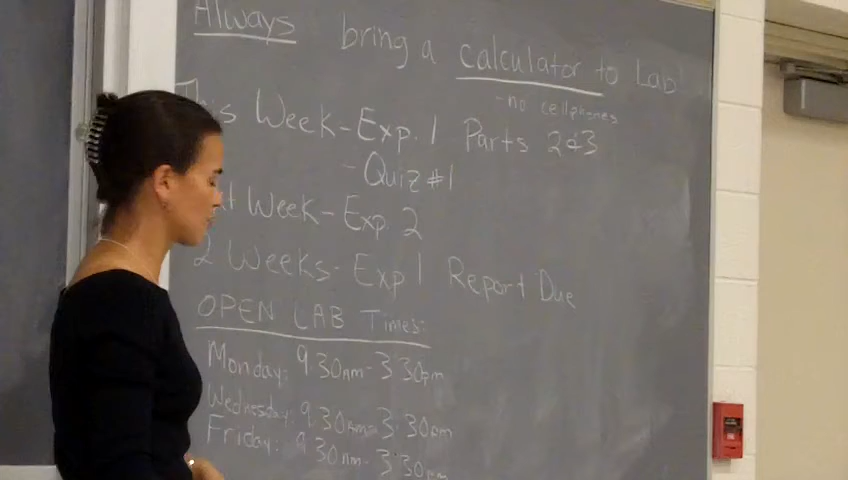 Always bring a calculator to Lab!
- no cellphones
This Week - Exp. 1 Parts 2&3
- Quiz #1
Week - Exp 2
2 Weeks - Exp 1 Report Due
OPEN LAB Times:
Monday: 9:30am - 3:30pm
Wednesday: 9:30am - 3:30pm
Friday: 9:30am - 3:30pm